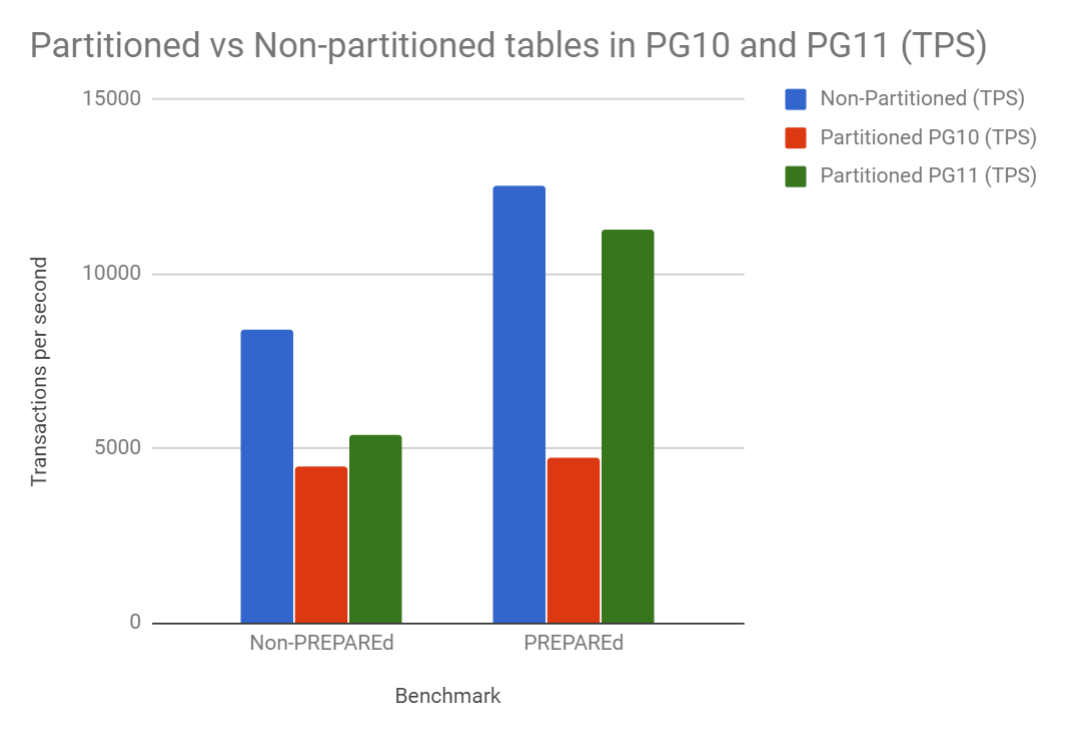 Partitioned vs Non-partitioned tables in PG10 and PG11 (TPS)
Non-Partitioned (TPS)
Partitioned PG10 (TPS)
Partitioned PG11 (TPS)
Transactions per second
15000
10000
5000
0
Non-PREPAREd
PREPAREd
Benchmark